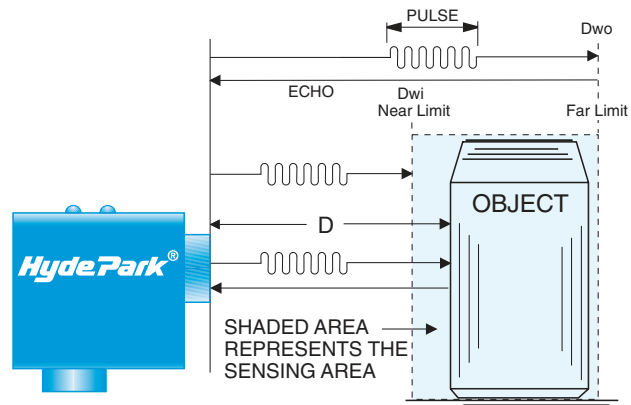 PULSE
Dwo
ECHO
Dwi
Near Limit
Far Limit
OBJECT
D
HydePark®
SHADED AREA
REPRESENTS THE
SENSING AREA